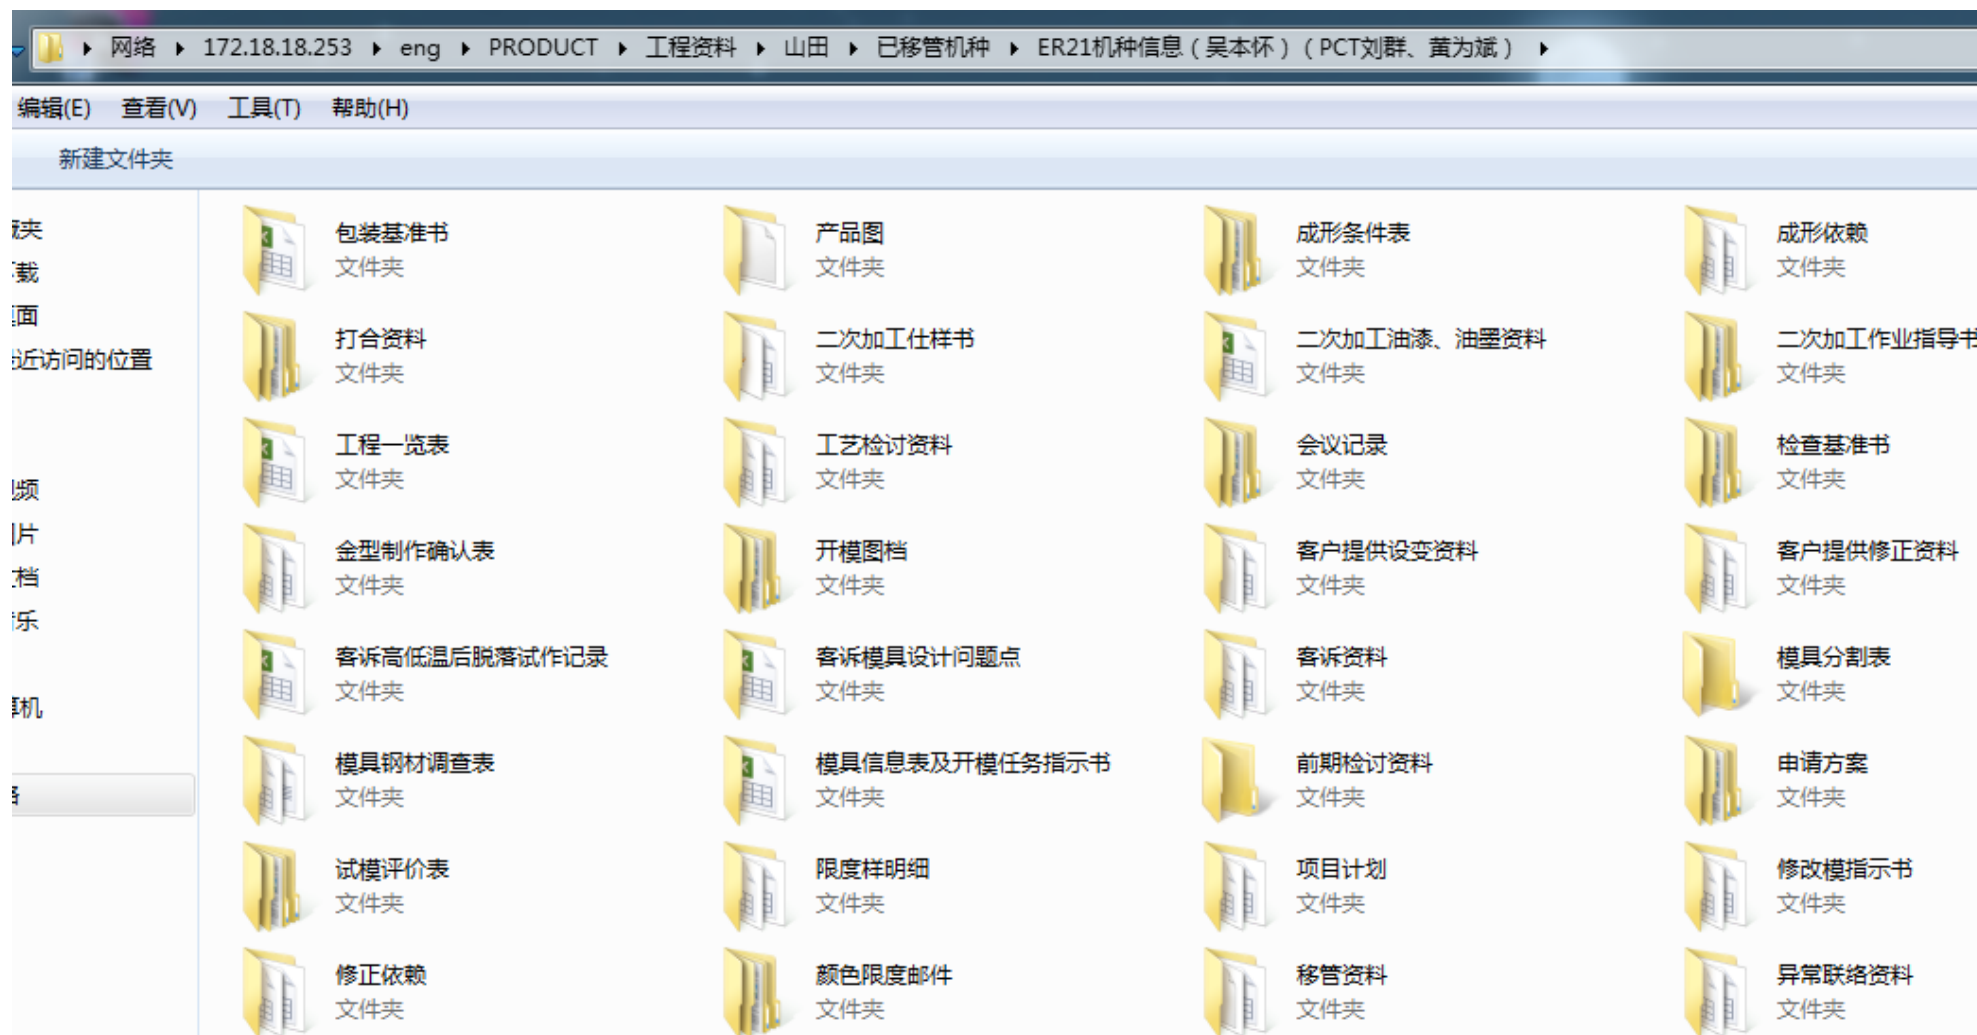 网络 172.18.18.253 eng PRODUCT 工程资料 山田 已移管机种 ER21机种信息（吴本怀）（PCT刘群、黄为斌）
编辑(E) 查看(V) 工具(T) 帮助(H)
新建文件夹
夹
载
面
近访问的位置
频
片
档
乐
机
包装基准书 产品图 成形条件表 成形依赖
文件夹 文件夹 文件夹 文件夹
打合资料 二次加工仕样书 二次加工油漆、油墨资料 二次加工作业指导书
文件夹 文件夹 文件夹 文件夹
工程一览表 工艺检讨资料 会议记录 检查基准书
文件夹 文件夹 文件夹 文件夹
金型制作确认表 开模图档 客户提供设变资料 客户提供修正资料
文件夹 文件夹 文件夹 文件夹
客诉高低温后脱落试作记录 客诉模具设计问题点 客诉资料 模具分割表
文件夹 文件夹 文件夹 文件夹
模具钢材调查表 模具信息表及开模任务指示书 前期检讨资料 申请方案
文件夹 文件夹 文件夹 文件夹
试模评价表 限度样明细 项目计划 修改模指示书
文件夹 文件夹 文件夹 文件夹
修正依赖 颜色限度邮件 移管资料 异常联络资料
文件夹 文件夹 文件夹 文件夹